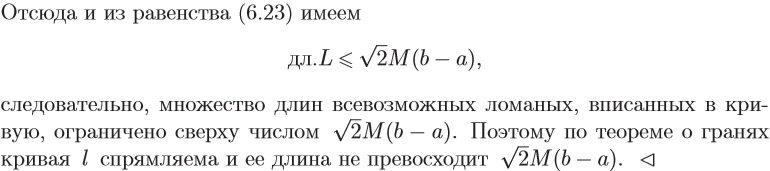 Отсюда и из равенства (6.23) имеем
дл.L ⩽ √2M(b − a),
следовательно, множество длин всевозможных ломаных, вписанных в кри-
вую, ограничено сверху числом √2M(b − a). Поэтому по теореме о гранях
кривая l спрямляема и ее длина не превосходит √2M(b − a). ◁